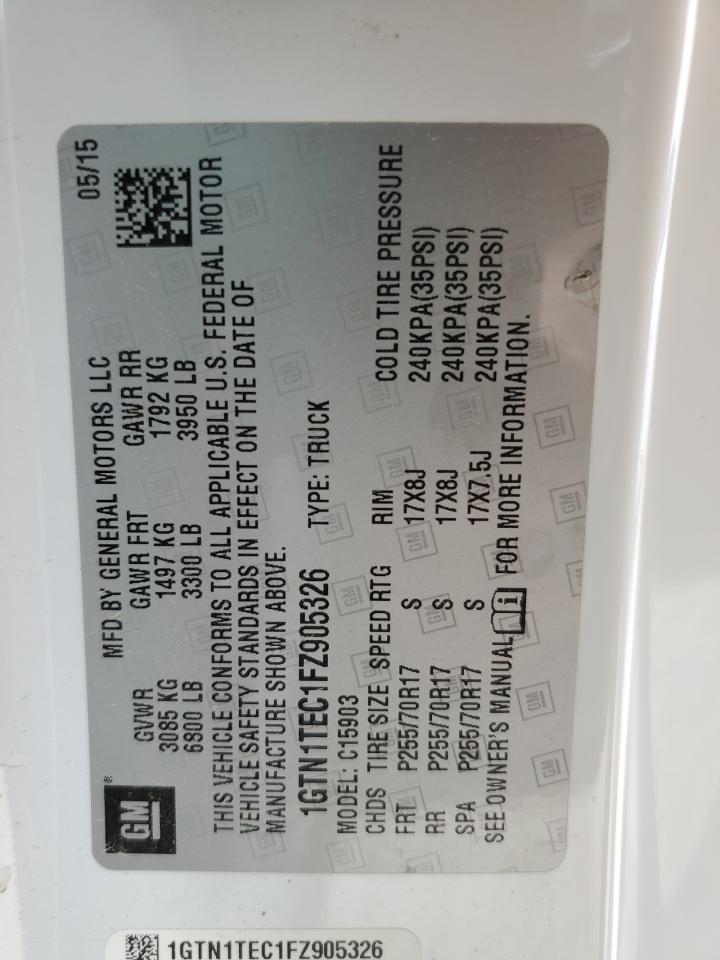 05/15
MFD BY GENERAL MOTORS LLC
GVWR GAWR FRT GAWR RR
3085 KG 1497 KG 1792 KG
6800 LB 3300 LB 3950 LB
GM
THIS VEHICLE CONFORMS TO ALL APPLICABLE U.S. FEDERAL MOTOR
VEHICLE SAFETY STANDARDS IN EFFECT ON THE DATE OF
MANUFACTURE SHOWN ABOVE.
1GTN1TEC1FZ905326 TYPE: TRUCK
MODEL: C15903
CHDS TIRE SIZE SPEED RTG RIM COLD TIRE PRESSURE
FRT P255/70R17 S 17X8J 240KPA(35PSI)
RR P255/70R17 S 17X8J 240KPA(35PSI)
SPA P255/70R17 S 17X7.5J 240KPA(35PSI)
SEE OWNER'S MANUAL FOR MORE INFORMATION.
1GTN1TEC1FZ905326